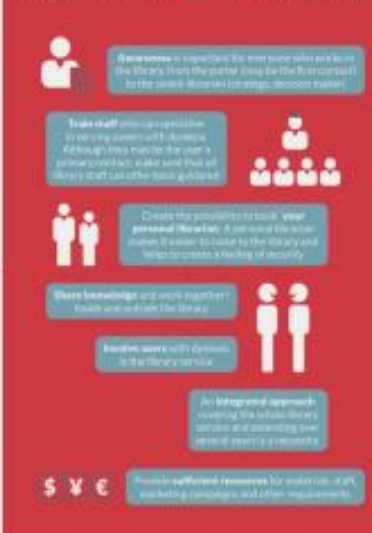 Awareness is important for everyone who works in
the library, from the porter (may be the first contact)
to the senior librarian (strategy, decision maker)
Train staff who can specialise
in serving users with dyslexia.
Although they may be the user's
primary contact, make sure that all
library staff can offer basic guidance
Create the possibility to book 'your
personal librarian'. A personal librarian
makes it easier to come to the library and
helps to create a feeling of security
Share knowledge and work together:
inside and outside the library
Involve users with dyslexia
in the library service
An integrated approach
covering the whole library
service and extending over
several years is a necessity
$ ¥ €
Provide sufficient resources for materials, staff,
marketing campaigns and other requirements